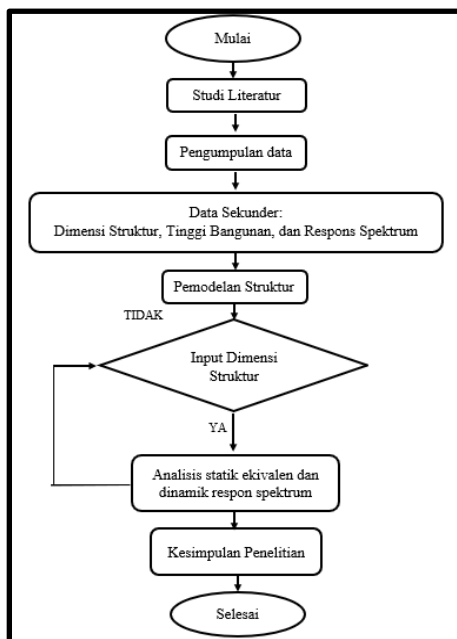 Mulai
Studi Literatur
Pengumpulan data
Data Sekunder:
Dimensi Struktur, Tinggi Bangunan, dan Respons Spektrum
Pemodelan Struktur
TIDAK
Input Dimensi
Struktur
YA
Analisis statik ekivalen dan
dinamik respon spektrum
Kesimpulan Penelitian
Selesai